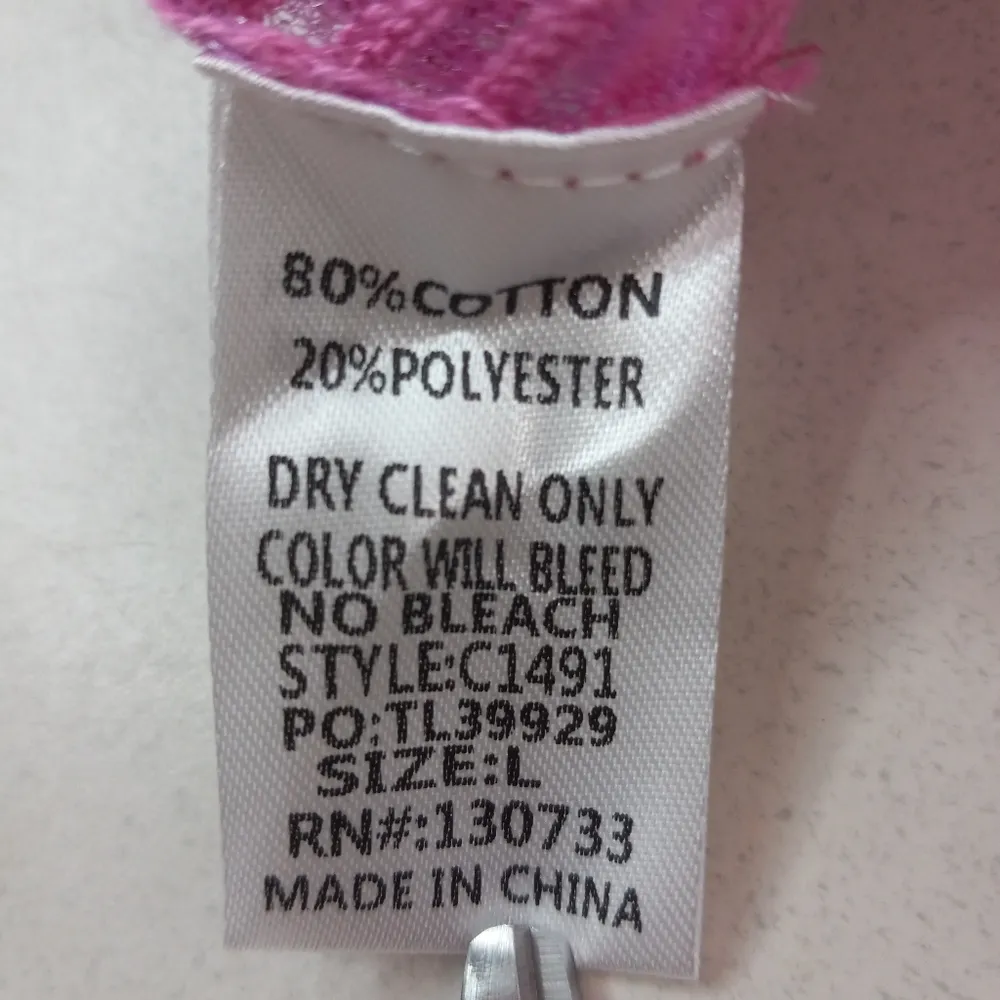 80%COTTON
20%POLYESTER
DRY CLEAN ONLY
COLOR WILL BLEED
NO BLEACH
STYLE:C1491
PO:TL39929
SIZE:L
RN#:130733
MADE IN CHINA